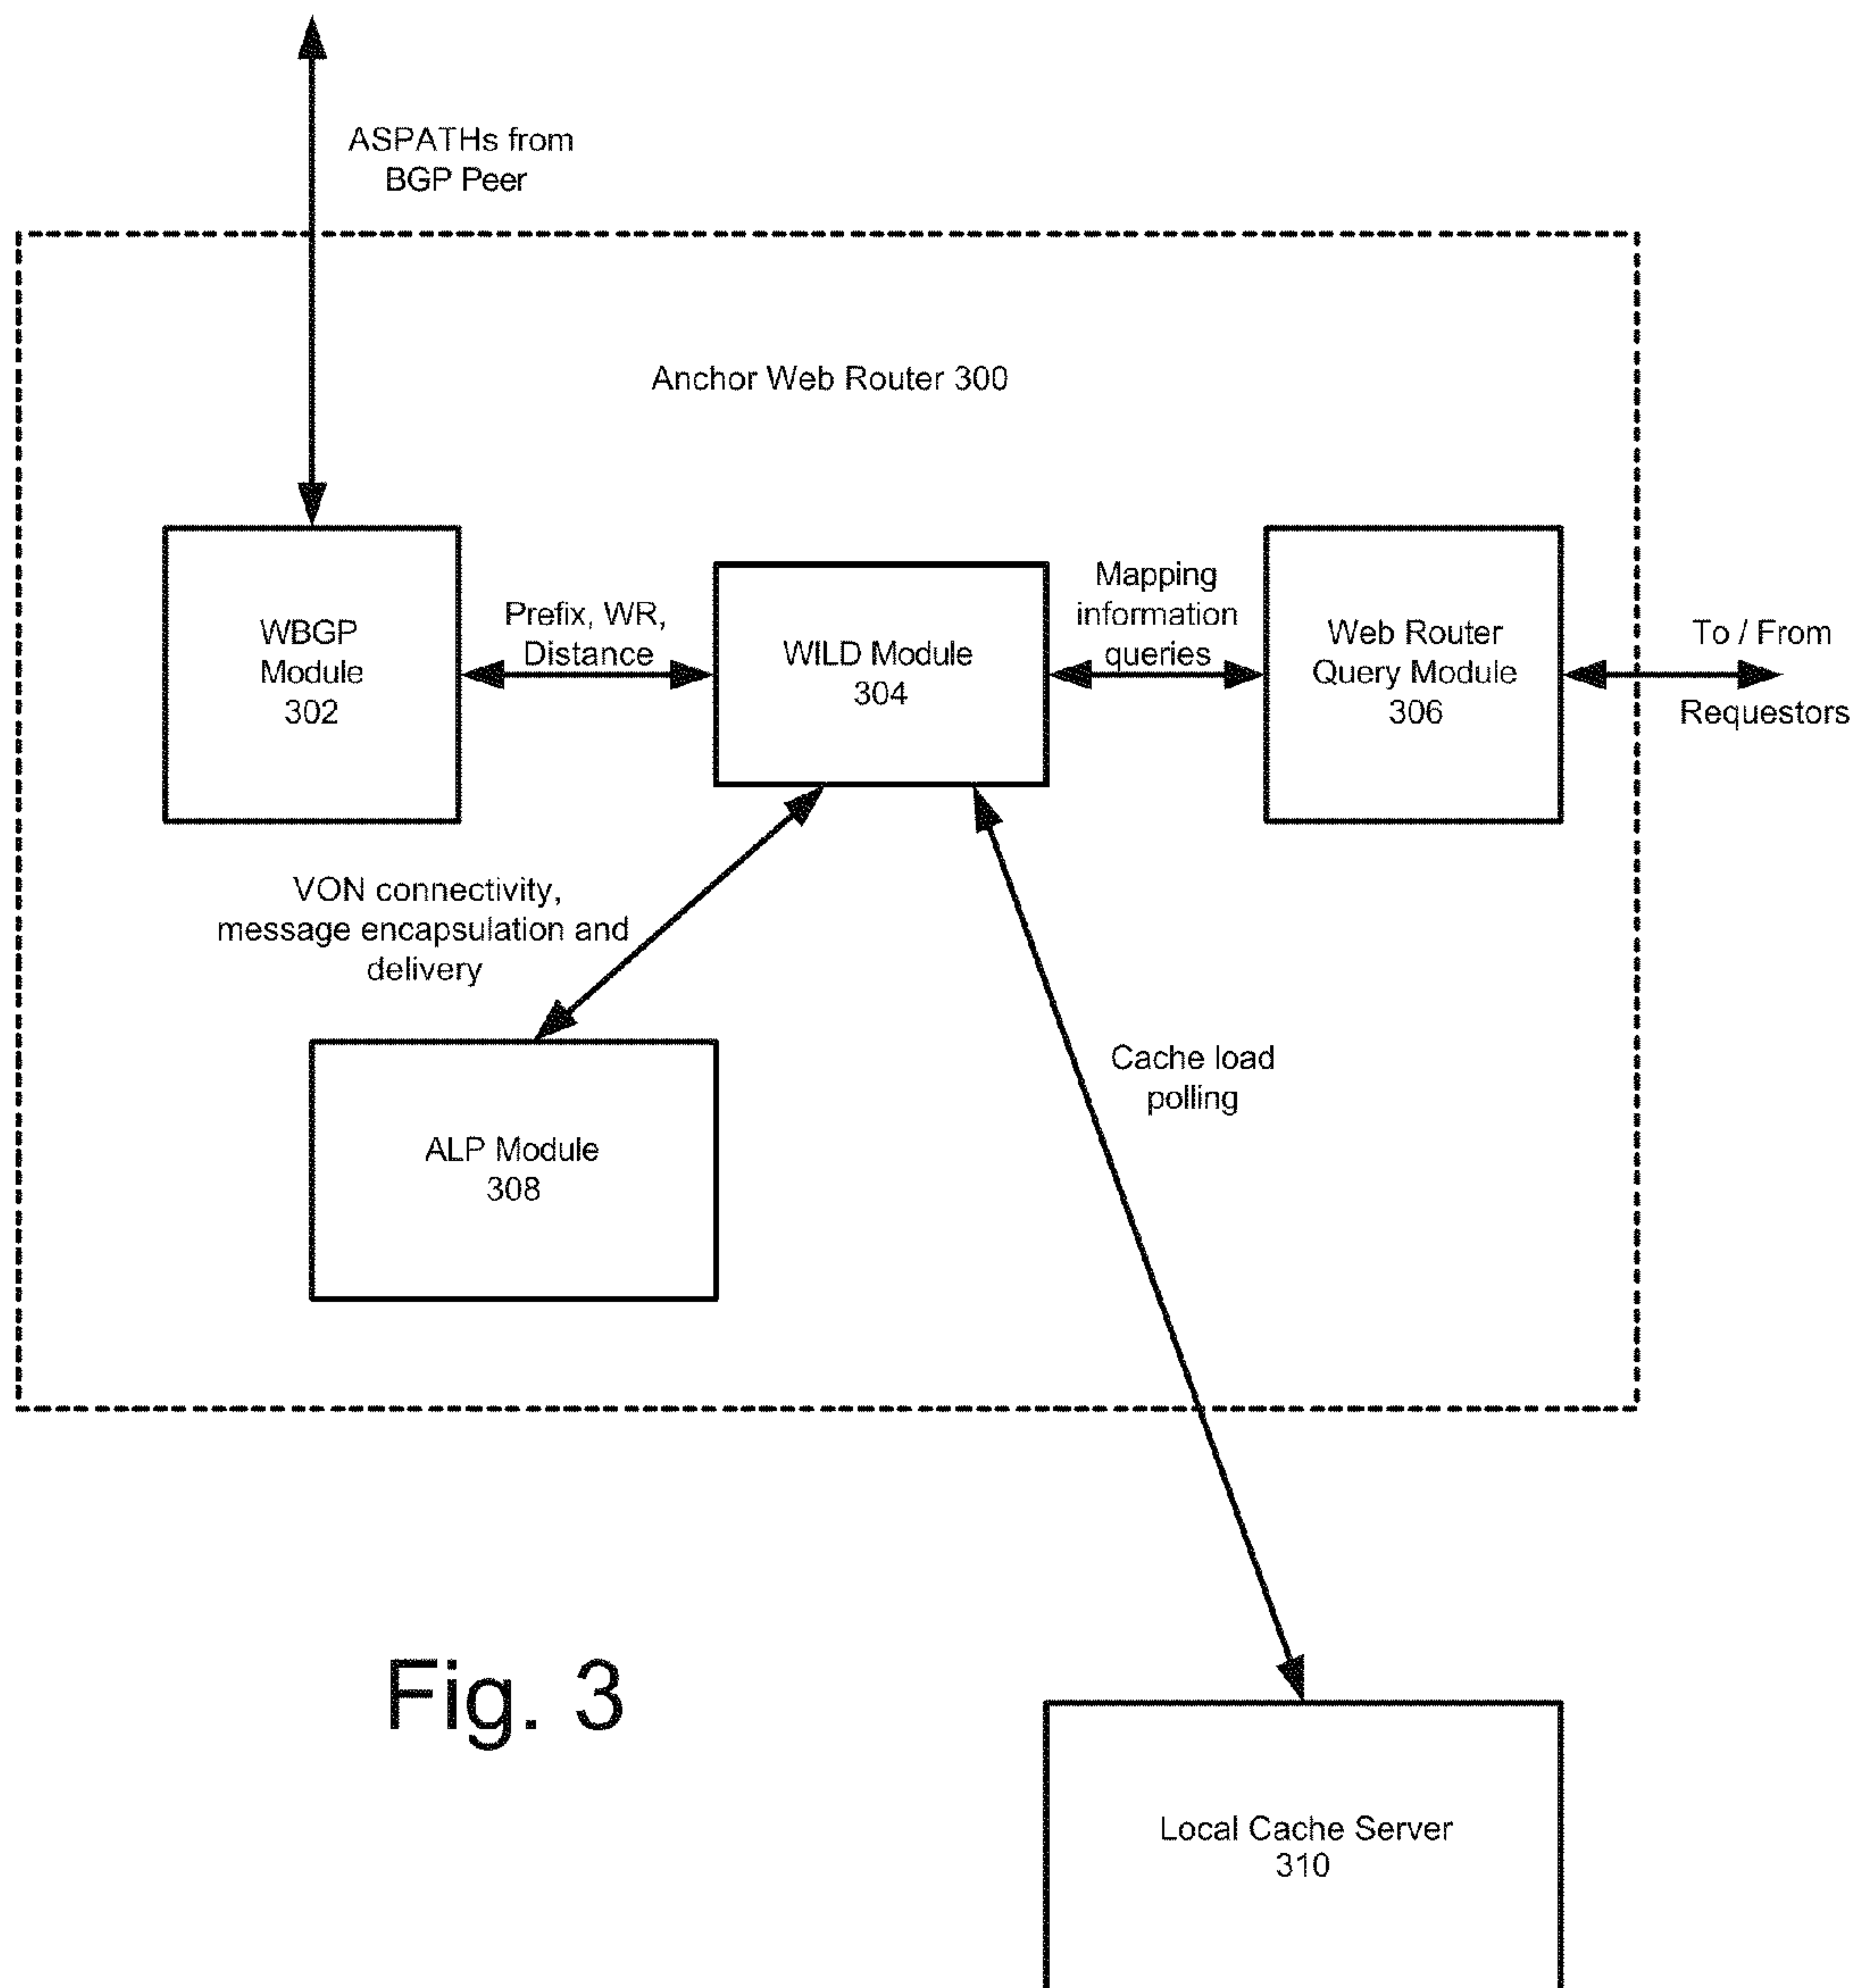 ASPATHs from
BGP Peer
Anchor Web Router 300
WBGP
Module
302
Prefix, WR,
Distance
WILD Module
304
Mapping
information
queries
Web Router
Query Module
306
To / From
Requestors
VON connectivity,
message encapsulation and
delivery
ALP Module
308
Cache load
polling
Fig. 3
Local Cache Server
310